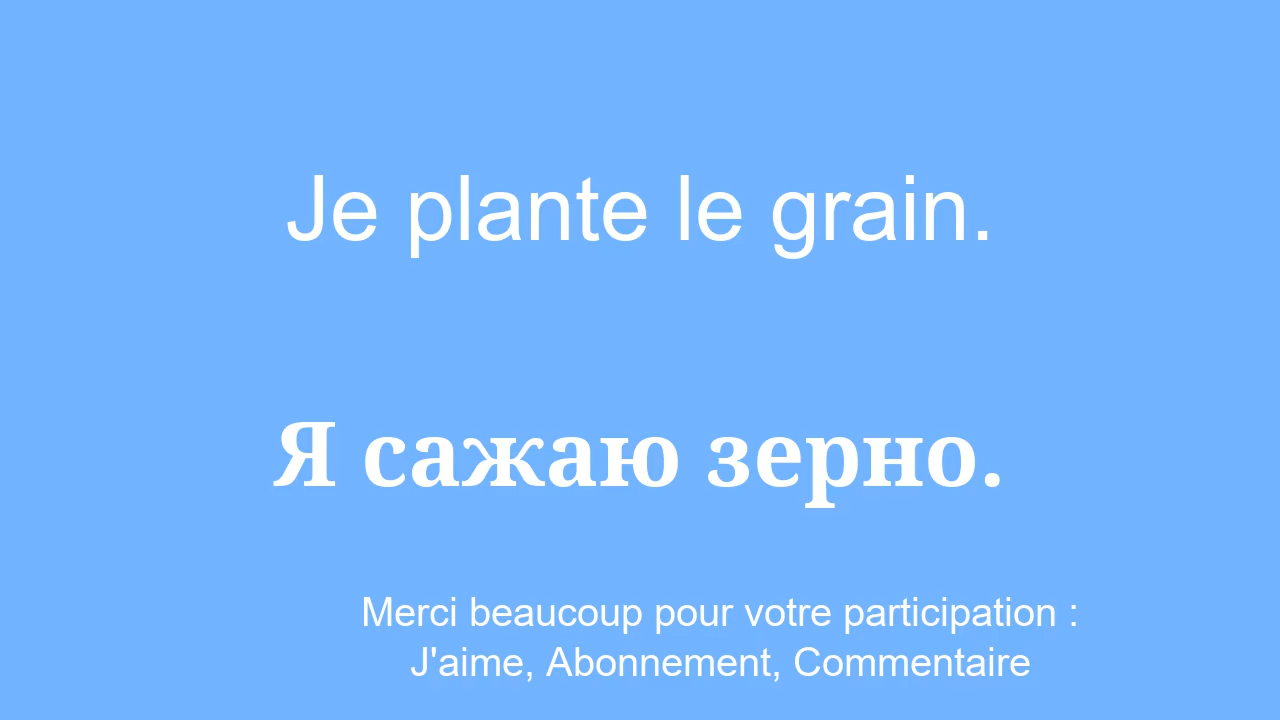 Je plante le grain.
Я сажаю зерно.
Merci beaucoup pour votre participation :
J'aime, Abonnement, Commentaire